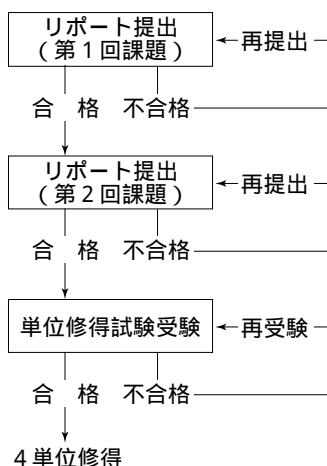 リポート提出
(第1回課題)
再提出
合 格 不合格
リポート提出
(第2回課題)
再提出
合 格 不合格
単位修得試験受験
再受験
合 格 不合格
4単位修得